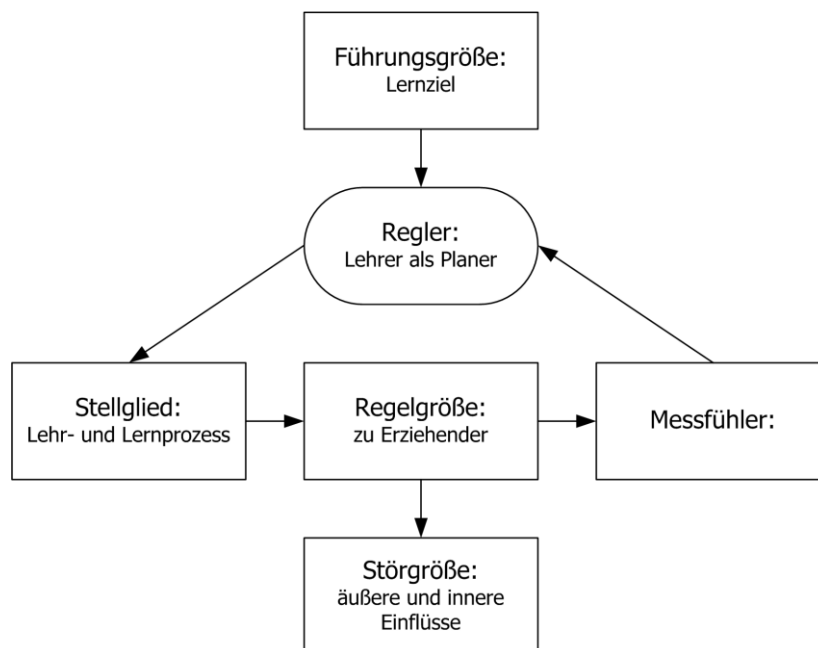 Führungsgröße:
Lernziel
Regler:
Lehrer als Planer
Stellglied:
Lehr- und Lernprozess
Regelgröße:
zu Erziehender
Messfühler:
Störgröße:
äußere und innere
Einflüsse